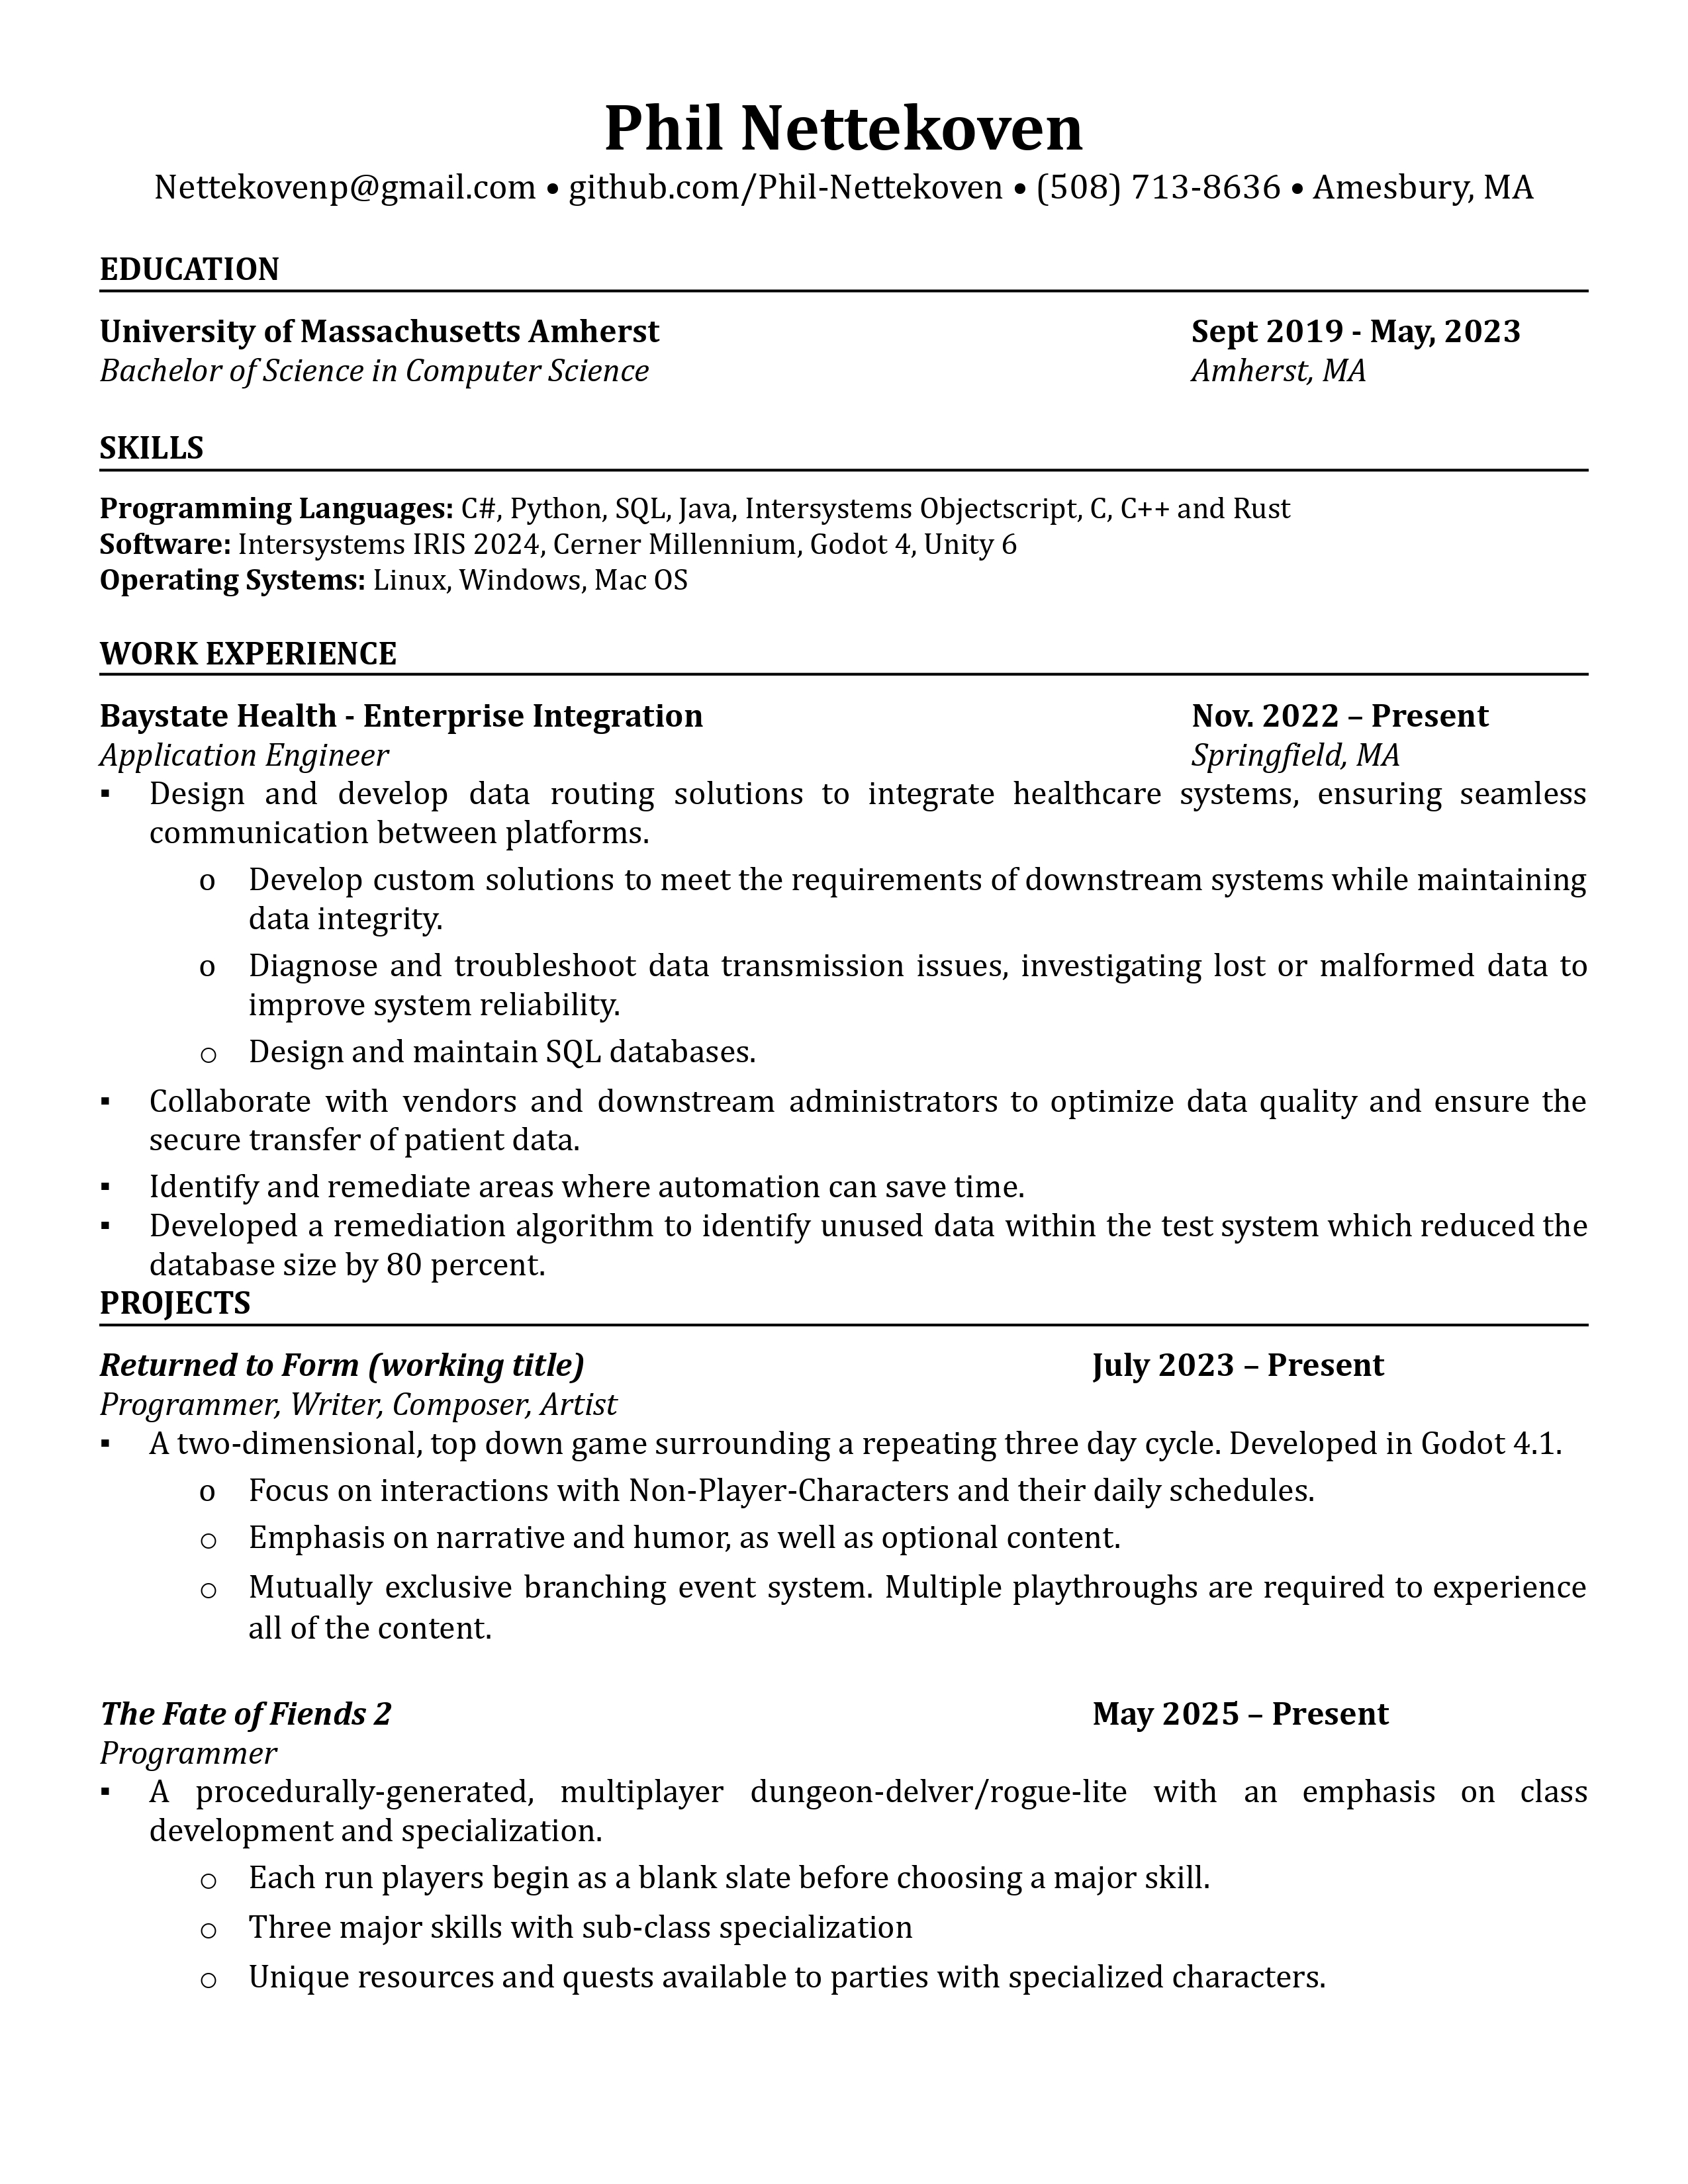 Phil Nettekoven
Nettekovenp@gmail.com • github.com/Phil-Nettekoven • (508) 713-8636 • Amesbury, MA
EDUCATION
University of Massachusetts Amherst Sept 2019 - May, 2023
Bachelor of Science in Computer Science Amherst, MA
SKILLS
Programming Languages: C#, Python, SQL, Java, Intersystems Objectscript, C, C++ and Rust
Software: Intersystems IRIS 2024, Cerner Millennium, Godot 4, Unity 6
Operating Systems: Linux, Windows, Mac OS
WORK EXPERIENCE
Baystate Health - Enterprise Integration Nov. 2022 – Present
Application Engineer Springfield, MA
▪ Design and develop data routing solutions to integrate healthcare systems, ensuring seamless
communication between platforms.
o Develop custom solutions to meet the requirements of downstream systems while maintaining
data integrity.
o Diagnose and troubleshoot data transmission issues, investigating lost or malformed data to
improve system reliability.
○ Design and maintain SQL databases.
▪ Collaborate with vendors and downstream administrators to optimize data quality and ensure the
secure transfer of patient data.
▪ Identify and remediate areas where automation can save time.
▪ Developed a remediation algorithm to identify unused data within the test system which reduced the
database size by 80 percent.
PROJECTS
Returned to Form (working title) July 2023 – Present
Programmer, Writer, Composer, Artist
▪ A two-dimensional, top down game surrounding a repeating three day cycle. Developed in Godot 4.1.
o Focus on interactions with Non-Player-Characters and their daily schedules.
○ Emphasis on narrative and humor, as well as optional content.
○ Mutually exclusive branching event system. Multiple playthroughs are required to experience
all of the content.
The Fate of Fiends 2 May 2025 – Present
Programmer
▪ A procedurally-generated, multiplayer dungeon-delver/rogue-lite with an emphasis on class
development and specialization.
○ Each run players begin as a blank slate before choosing a major skill.
○ Three major skills with sub-class specialization
○ Unique resources and quests available to parties with specialized characters.